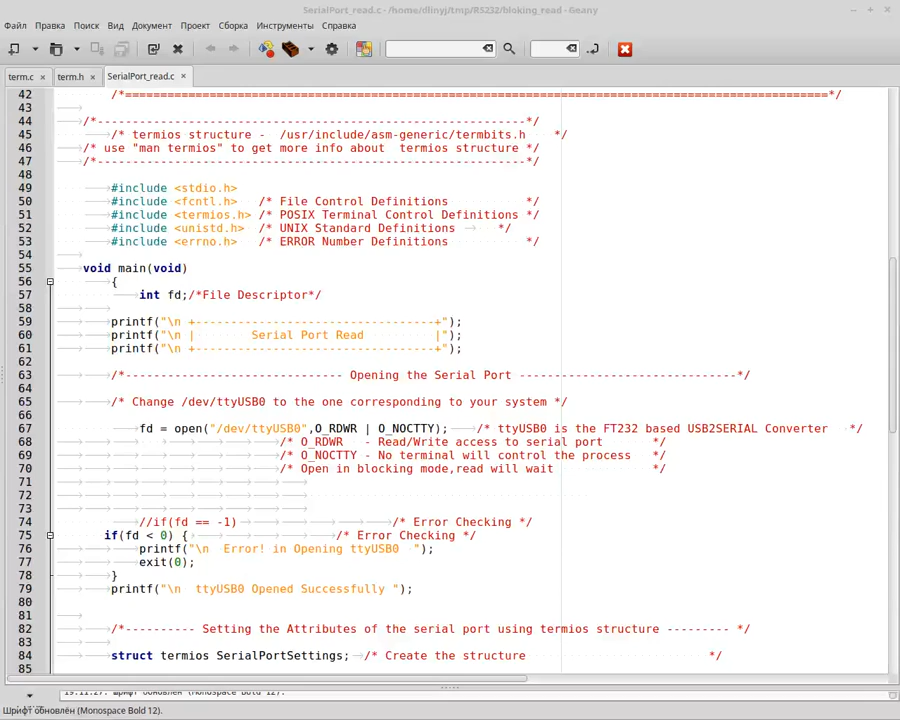 SerialPort_read.c - /home/dlinyj/tmp/RS232/bloking_read - Geany
Файл Правка Поиск Вид Документ Проект Сборка Инструменты Справка
term.c × term.h × SerialPort_read.c ×
42 /*====================================================================================================*/
43
44 /*-------------------------------------------------------------*/
45 /* termios structure - /usr/include/asm-generic/termbits.h */
46 /* use "man termios" to get more info about termios structure */
47 /*-------------------------------------------------------------*/
48
49 #include <stdio.h>
50 #include <fcntl.h> /* File Control Definitions */
51 #include <termios.h> /* POSIX Terminal Control Definitions */
52 #include <unistd.h> /* UNIX Standard Definitions */
53 #include <errno.h> /* ERROR Number Definitions */
54
55 void main(void)
56 {
57 int fd;/*File Descriptor*/
58
59 printf("\n +----------------------------------+");
60 printf("\n | Serial Port Read |");
61 printf("\n +----------------------------------+");
62
63 /*------------------------------- Opening the Serial Port -------------------------------*/
64
65 /* Change /dev/ttyUSB0 to the one corresponding to your system */
66
67 fd = open("/dev/ttyUSB0",O_RDWR | O_NOCTTY); /* ttyUSB0 is the FT232 based USB2SERIAL Converter */
68 /* O_RDWR - Read/Write access to serial port */
69 /* O_NOCTTY - No terminal will control the process */
70 /* Open in blocking mode,read will wait */
71
72
73
74 //if(fd == -1) /* Error Checking */
75 if(fd < 0) { /* Error Checking */
76 printf("\n Error! in Opening ttyUSB0 ");
77 exit(0);
78 }
79 printf("\n ttyUSB0 Opened Successfully ");
80
81
82 /*---------- Setting the Attributes of the serial port using termios structure --------- */
83
84 struct termios SerialPortSettings; /* Create the structure */
85
19:11:27: Шрифт обновлён (Monospace Bold 12).
Шрифт обновлён (Monospace Bold 12).